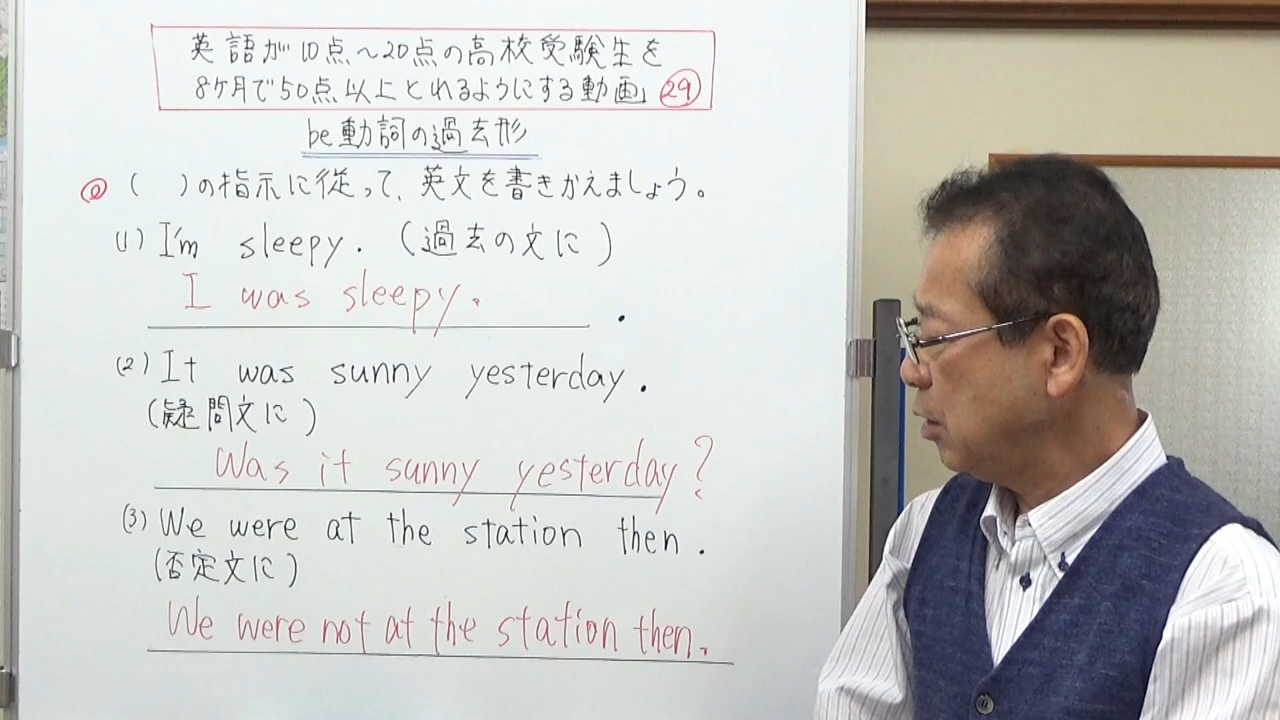 英語が10点~20点の高校受験生を
8ヶ月で50点以上とれるようにする動画 29
be動詞の過去形
( )の指示に従って、英文を書きかえましょう。
(1) I'm sleepy. (過去の文に)
I was sleepy. .
(2) It was sunny yesterday.
(疑問文に)
Was it sunny yesterday?
(3) We were at the station then.
(否定文に)
We were not at the station then.